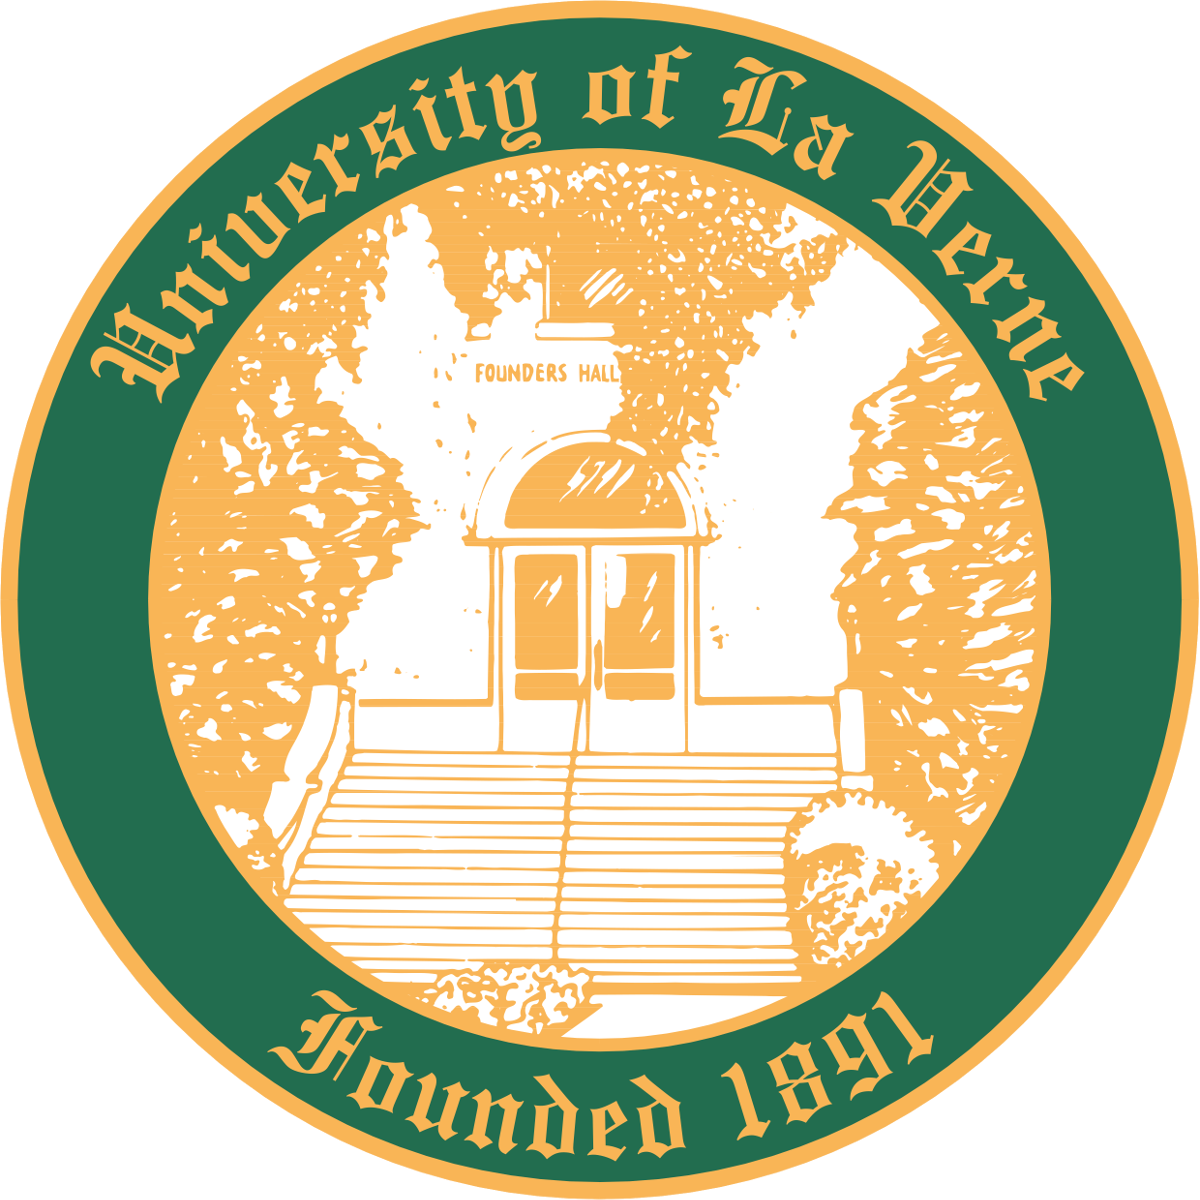 University of La Verne
FOUNDERS HALL
Founded 1891